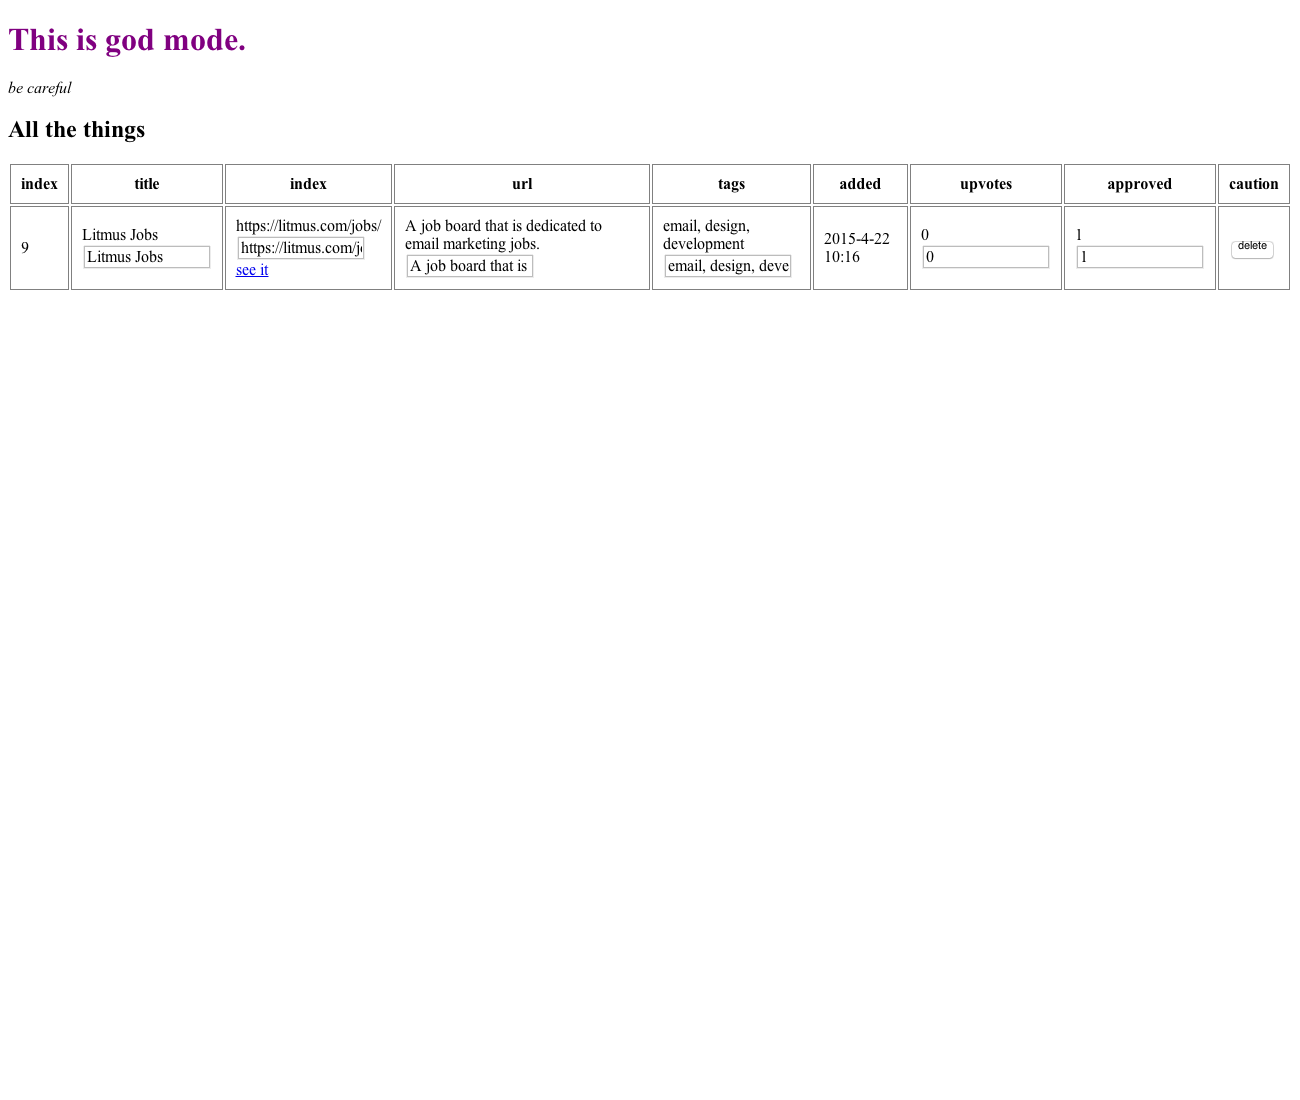 This is god mode.
be careful
All the things
index title index url tags added upvotes approved caution
9
Litmus Jobs
Litmus Jobs
https://litmus.com/jobs/
https://litmus.com/j
see it
A job board that is dedicated to
email marketing jobs.
A job board that is
email, design,
development
email, design, deve
2015-4-22
10:16
0
0
1
1
delete